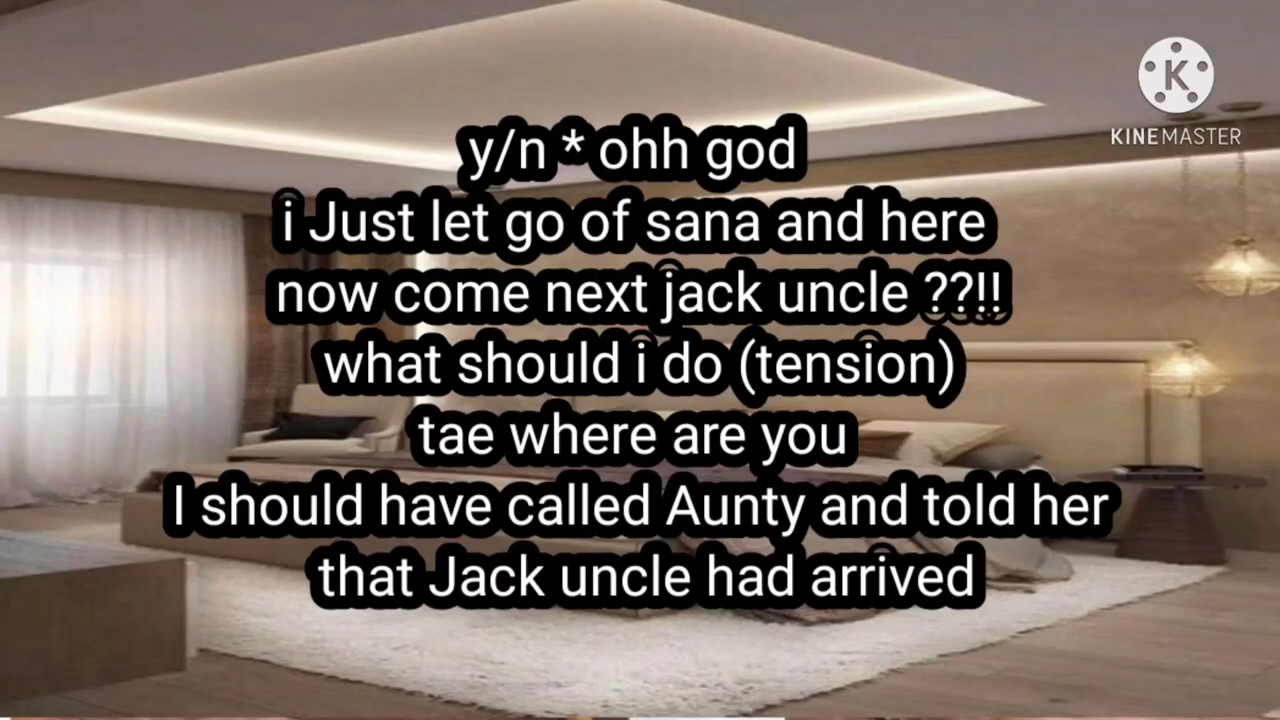 K
KINEMASTER
y/n * ohh god
i Just let go of sana and here
now come next jack uncle ??!!
what should i do (tension)
tae where are you
I should have called Aunty and told her
that Jack uncle had arrived